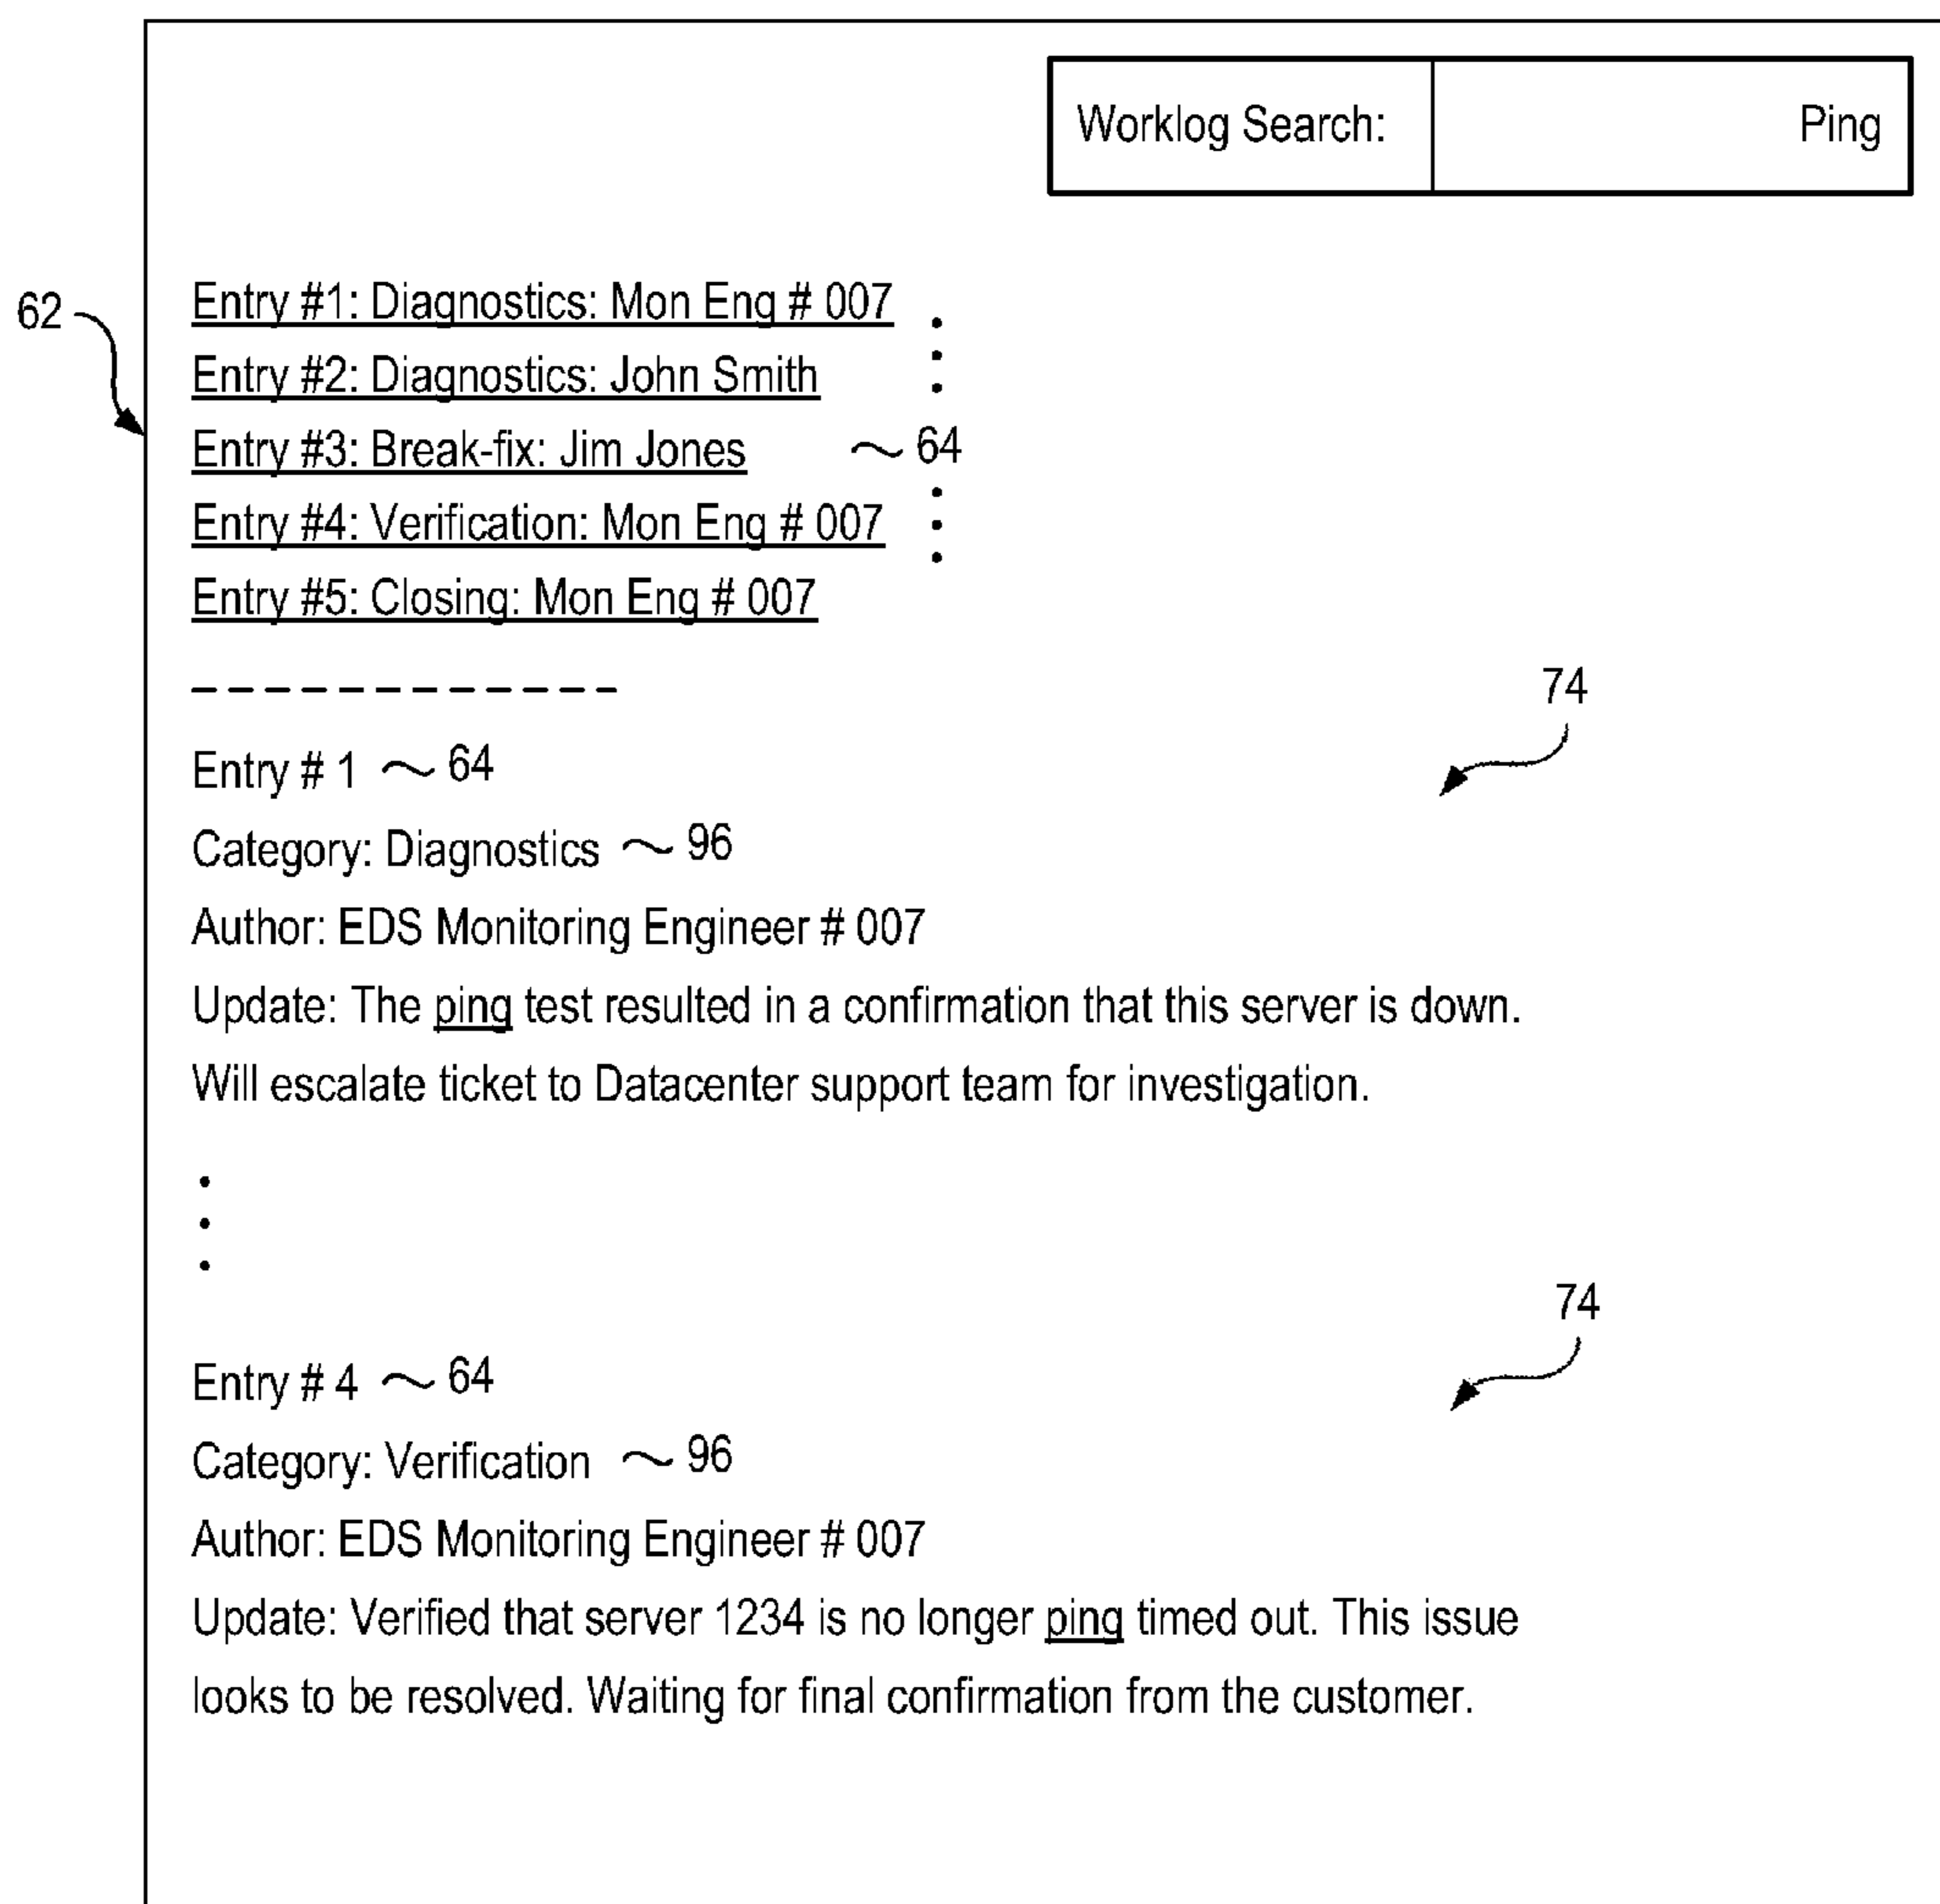 Worklog Search: Ping
Entry #1: Diagnostics: Mon Eng # 007
62
Entry #2: Diagnostics: John Smith
Entry #3: Break-fix: Jim Jones 64
Entry #4: Verification: Mon Eng # 007
Entry #5: Closing: Mon Eng # 007
74
Entry # 1 64
Category: Diagnostics 96
Author: EDS Monitoring Engineer # 007
Update: The ping test resulted in a confirmation that this server is down.
Will escalate ticket to Datacenter support team for investigation.
74
Entry # 4 64
Category: Verification 96
Author: EDS Monitoring Engineer # 007
Update: Verified that server 1234 is no longer ping timed out. This issue
looks to be resolved. Waiting for final confirmation from the customer.